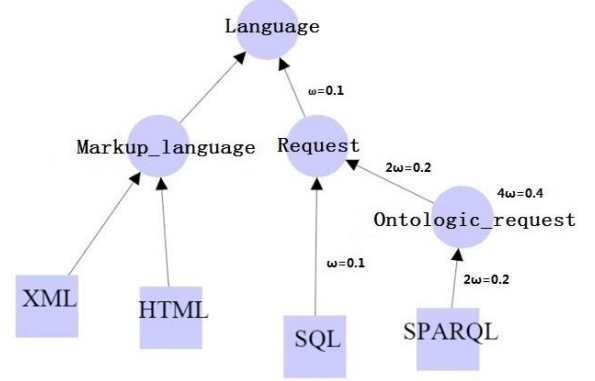 Language
ω=0.1
Markup_language
Request
2ω=0.2
4ω=0.4
Ontologic_request
ω=0.1
2ω=0.2
XML
HTML
SQL
SPARQL